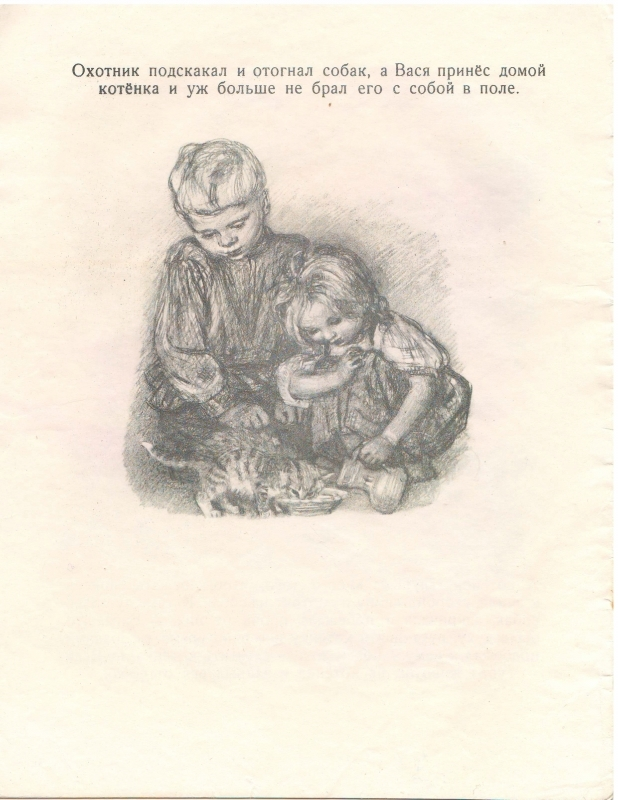 Охотник подскакал и отогнал собак, а Вася принёс домой
котёнка и уж больше не брал его с собой в поле.